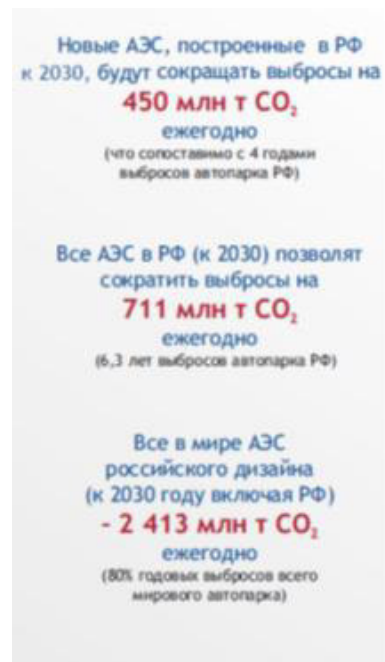 Новые АЭС, построенные в РФ
к 2030, будут сокращать выбросы на
450 млн т CO₂
ежегодно
(что сопоставимо с 4 годами
выбросов автопарка РФ)
Все АЭС в РФ (к 2030) позволят
сократить выбросы на
711 млн т CO₂
ежегодно
(6,3 лет выбросов автопарка РФ)
Все в мире АЭС
российского дизайна
(к 2030 году включая РФ)
- 2 413 млн т CO₂
ежегодно
(80% годовых выбросов всего
мирового автопарка)